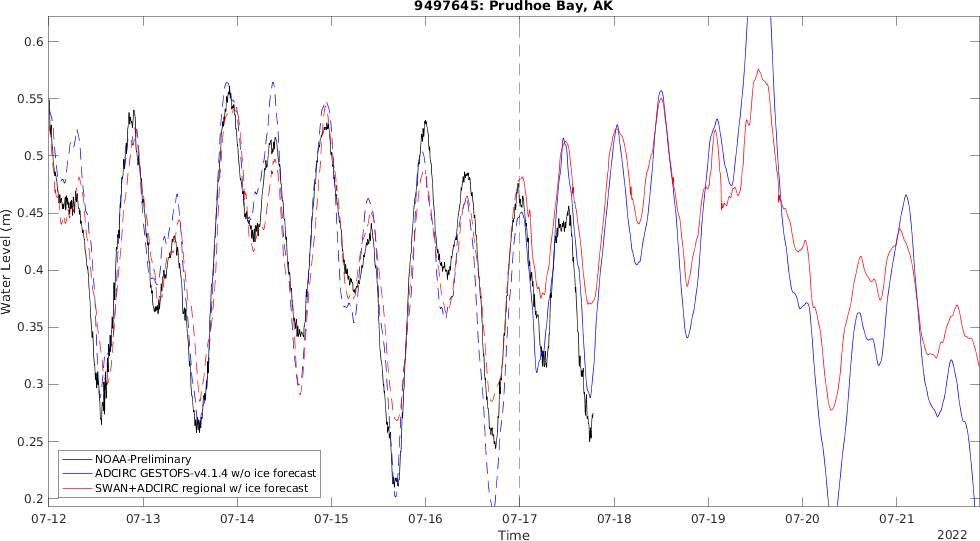 9497645: Prudhoe Bay, AK
0.6
0.55
0.5
0.45
0.4
0.35
0.3
0.25
0.2
Water Level (m)
NOAA-Preliminary
ADCIRC GESTOFS-v4.1.4 w/o ice forecast
SWAN+ADCIRC regional w/ ice forecast
07-12 07-13 07-14 07-15 07-16 07-17 07-18 07-19 07-20 07-21
Time
2022